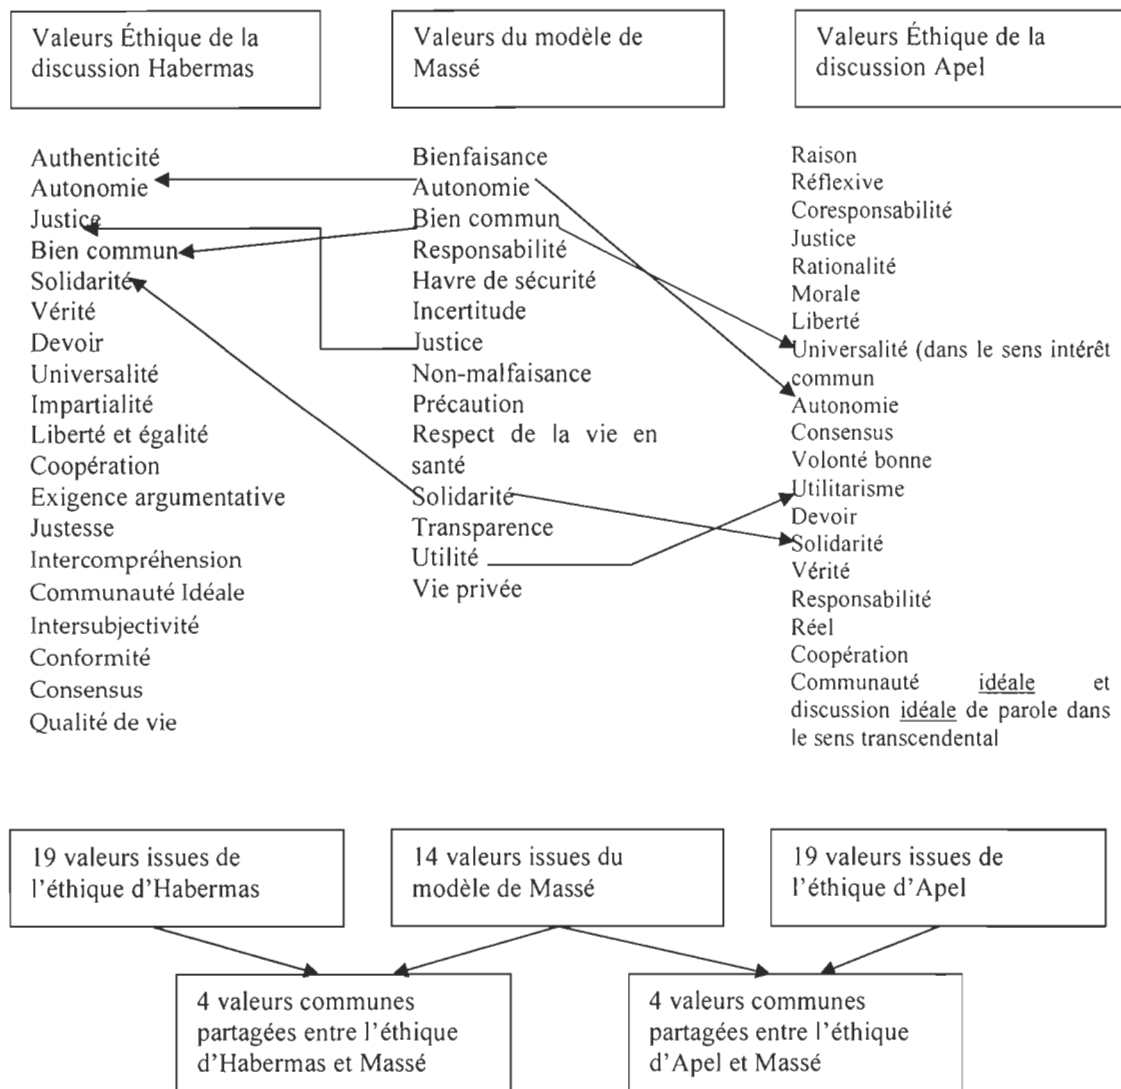 Valeurs Éthique de la
discussion Habermas
Valeurs du modèle de
Massé
Valeurs Éthique de la
discussion Apel
Authenticité
Autonomie
Justice
Bien commun
Solidarité
Vérité
Devoir
Universalité
Impartialité
Liberté et égalité
Coopération
Exigence argumentative
Justesse
Intercompréhension
Communauté Idéale
Intersubjectivité
Conformité
Consensus
Qualité de vie
Bienfaisance
Autonomie
Bien commun
Responsabilité
Havre de sécurité
Incertitude
Justice
Non-malfaisance
Précaution
Respect de la vie en
santé
Solidarité
Transparence
Utilité
Vie privée
Raison
Réflexive
Coresponsabilité
Justice
Rationalité
Morale
Liberté
Universalité (dans le sens intérêt
commun
Autonomie
Consensus
Volonté bonne
Utilitarisme
Devoir
Solidarité
Vérité
Responsabilité
Réel
Coopération
Communauté idéale et
discussion idéale de parole dans
le sens transcendental
19 valeurs issues de
l'éthique d'Habermas
14 valeurs issues du
modèle de Massé
19 valeurs issues de
l'éthique d'Apel
4 valeurs communes
partagées entre l'éthique
d'Habermas et Massé
4 valeurs communes
partagées entre l'éthique
d'Apel et Massé